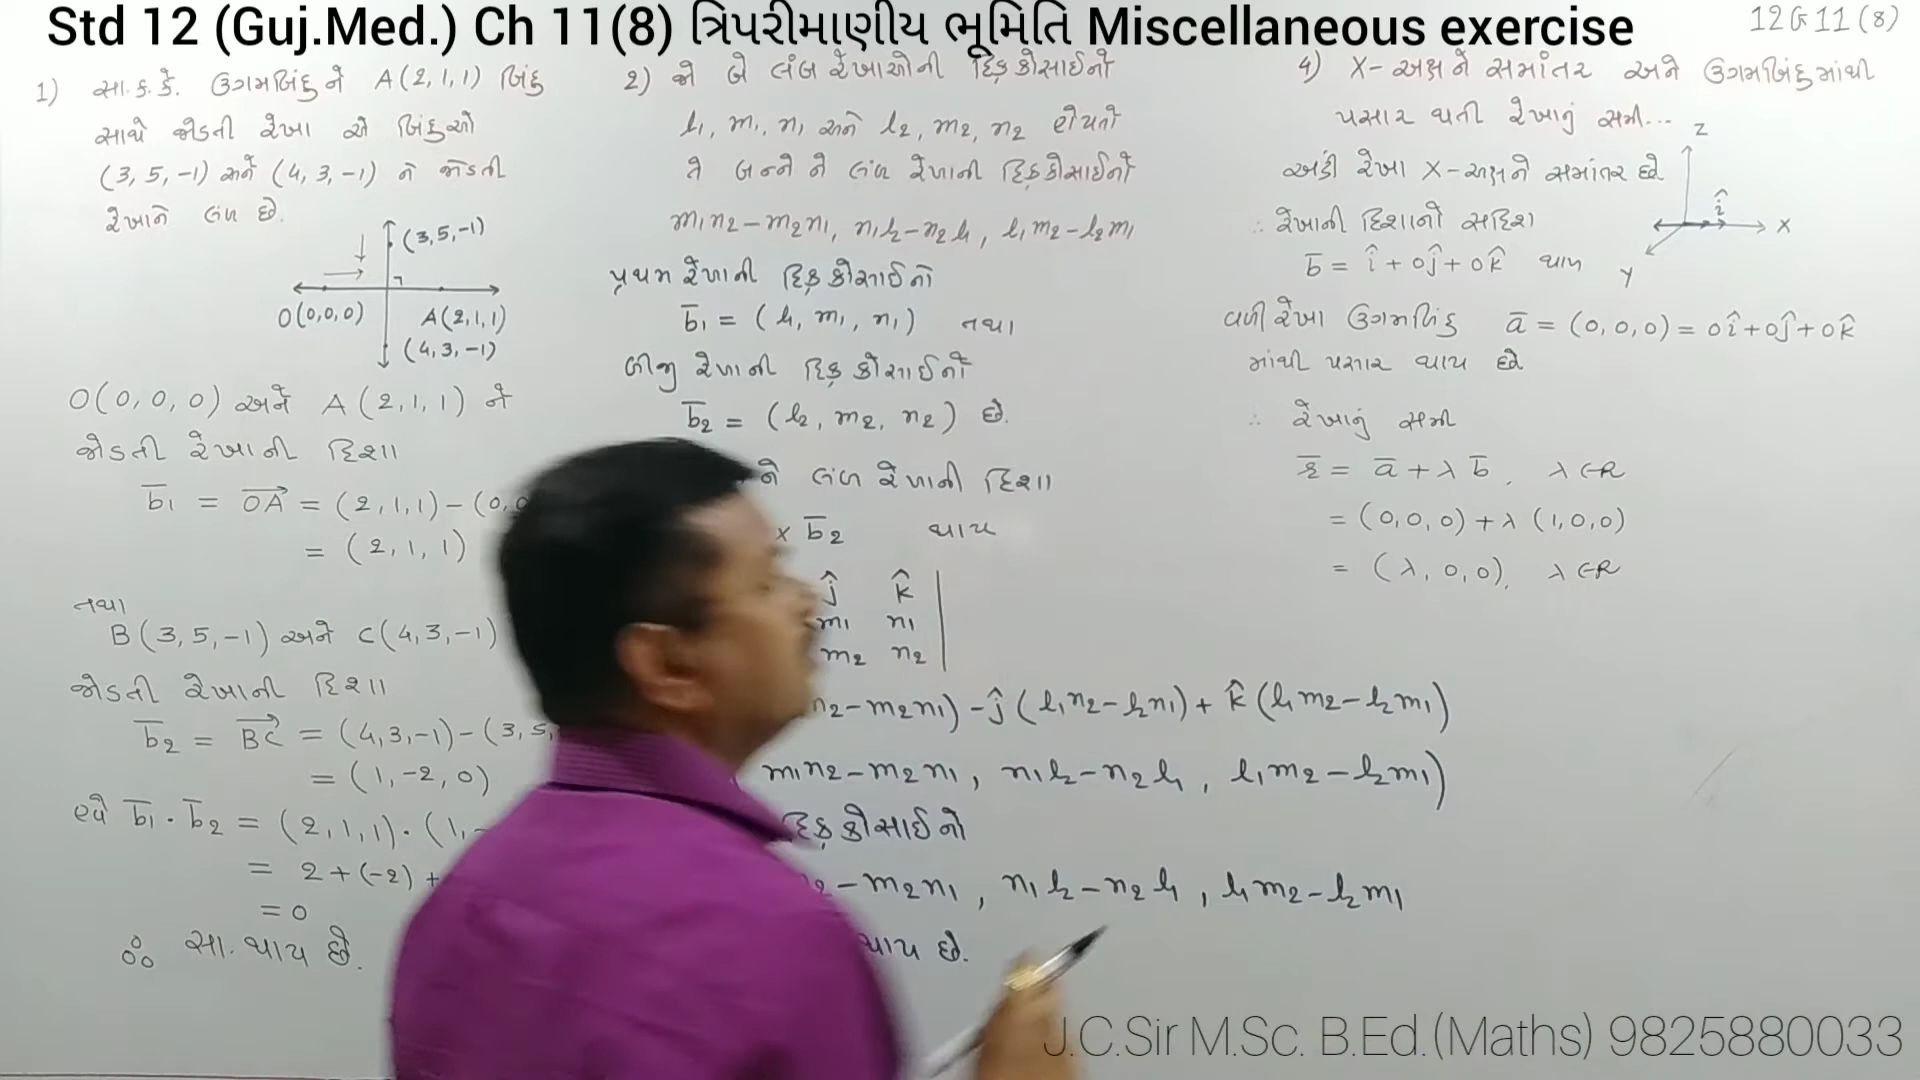 Std 12 (Guj.Med.) Ch 11(8) ત્રિપરીમાણીય ભૂમિતિ Miscellaneous exercise
12 G 11 (8)
1) સા.ક.કે. ઉગમબિંદુ ને A(2,1,1) બિંદુ
સાથે જોડતી રેખા એ બિંદુઓ
(3,5,-1) અને (4,3,-1) ને જોડતી
રેખાને લંબ છે.
(3,5,-1)
O(0,0,0) A(2,1,1)
(4,3,-1)
O(0,0,0) અને A(2,1,1) ને
જોડતી રેખાની દિશા
b̅₁ = OA⃗ = (2,1,1)-(0,0
= (2,1,1)
તથા
B(3,5,-1) અને C(4,3,-1)
જોડતી રેખાની દિશા
b̅₂ = BC⃗ = (4,3,-1)-(3,5,
= (1,-2,0)
હવે b̅₁·b̅₂ = (2,1,1)·(1,-
= 2+(-2)+
= 0
∴ સા. થાય છે.
2) જો બે લંબ રેખાઓની દિક્કોસાઈનો
l₁, m₁, n₁ અને l₂, m₂, n₂ હોય તો
તે બન્ને ને લંબ રેખાની દિક્કોસાઈનો
m₁n₂-m₂n₁, n₁l₂-n₂l₁, l₁m₂-l₂m₁
પ્રથમ રેખાની દિક્કોસાઈનો
b̅₁ = (l₁, m₁, n₁) તથા
બીજી રેખાની દિક્કોસાઈનો
b̅₂ = (l₂, m₂, n₂) છે.
ને લંબ રેખાની દિશા
× b̅₂ થાય
ĵ k̂
m₁ n₁
m₂ n₂
n₂-m₂n₁)-ĵ(l₁n₂-l₂n₁)+k̂(l₁m₂-l₂m₁)
m₁n₂-m₂n₁, n₁l₂-n₂l₁, l₁m₂-l₂m₁)
દિક્કોસાઈનો
₂-m₂n₁, n₁l₂-n₂l₁, l₁m₂-l₂m₁
થાય છે.
4) X-અક્ષ ને સમાંતર અને ઉગમબિંદુમાંથી
પસાર થતી રેખાનું સમી...
અહીં રેખા X-અક્ષને સમાંતર છે
∴ રેખાની દિશાનો સદિશ
b̅ = î+0ĵ+0k̂ થાય
Z
î
X
Y
વળી રેખા ઉગમબિંદુ a̅ = (0,0,0) = 0î+0ĵ+0k̂
માંથી પસાર થાય છે
∴ રેખાનું સમી
r̅ = a̅+λb̅, λ∈R
= (0,0,0)+λ(1,0,0)
= (λ,0,0), λ∈R
J.C.Sir M.Sc. B.Ed.(Maths) 9825880033